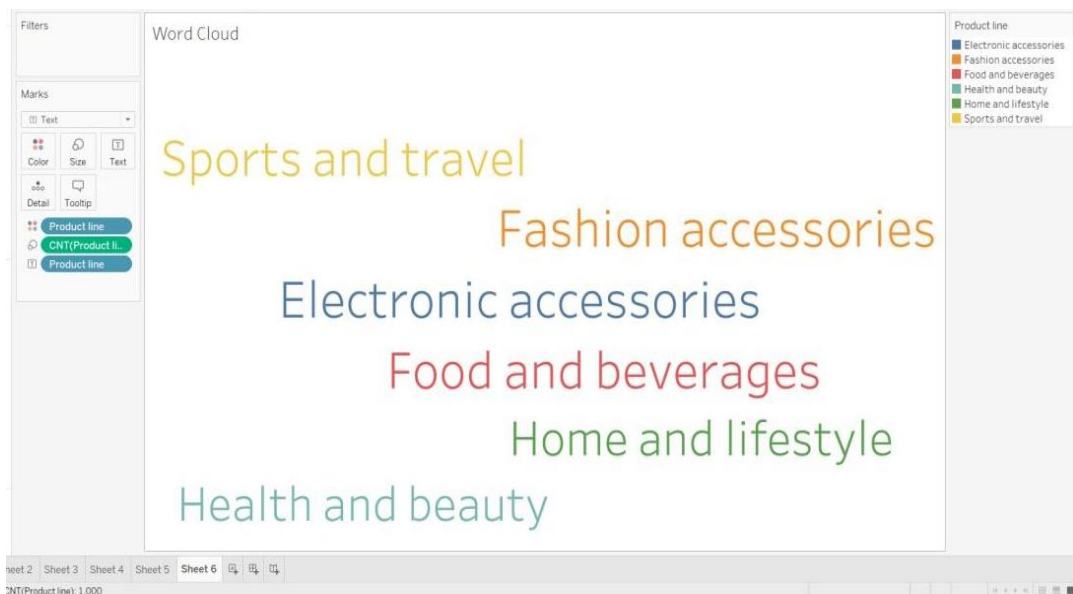 Filters
Marks
Text
Color Size Text
Detail Tooltip
Product line
CNT(Product li..
Product line
Word Cloud
Sports and travel
Fashion accessories
Electronic accessories
Food and beverages
Home and lifestyle
Health and beauty
Product line
Electronic accessories
Fashion accessories
Food and beverages
Health and beauty
Home and lifestyle
Sports and travel
heet 2 Sheet 3 Sheet 4 Sheet 5 Sheet 6
CNT(Product line): 1,000